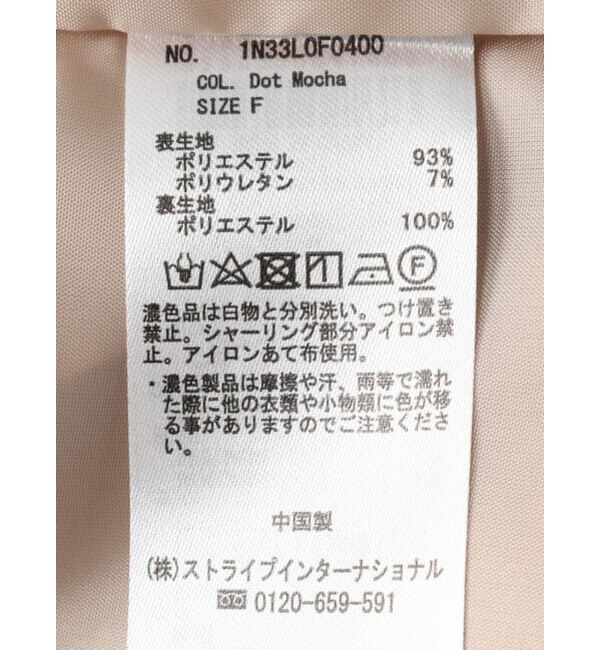 NO. 1N33L0F0400
COL. Dot Mocha
SIZE F
表生地
ポリエステル 93%
ポリウレタン 7%
裏生地
ポリエステル 100%
F
濃色品は白物と分別洗い。つけ置き
禁止。シャーリング部分アイロン禁
止。アイロンあて布使用。
・濃色製品は摩擦や汗、雨等で濡れ
た際に他の衣類や小物類に色が移
る事がありますのでご注意くださ
い。
中国製
(株)ストライプインターナショナル
0120-659-591